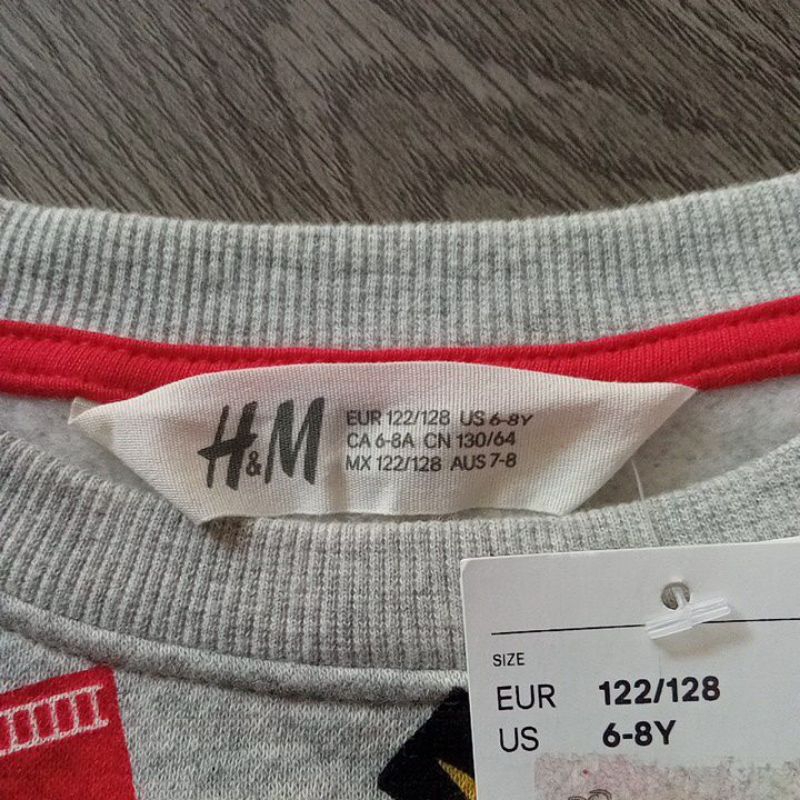 H&M
EUR 122/128 US 6-8Y
CA 6-8A CN 130/64
MX 122/128 AUS 7-8
SIZE
EUR 122/128
US 6-8Y